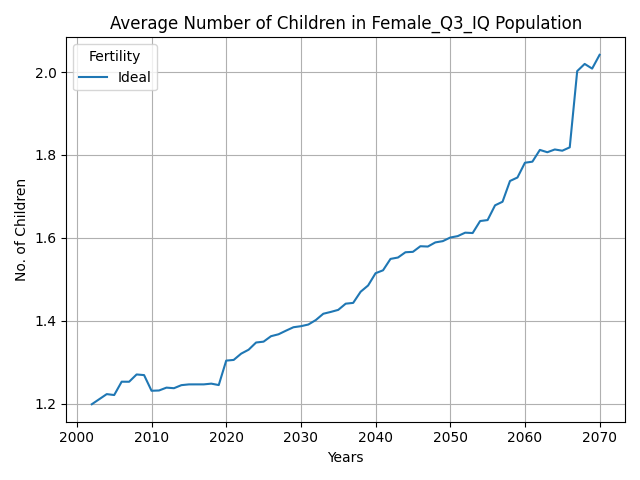 Average Number of Children in Female_Q3_IQ Population
Fertility
Ideal
No. of Children
2.0
1.8
1.6
1.4
1.2
2000 2010 2020 2030 2040 2050 2060 2070
Years